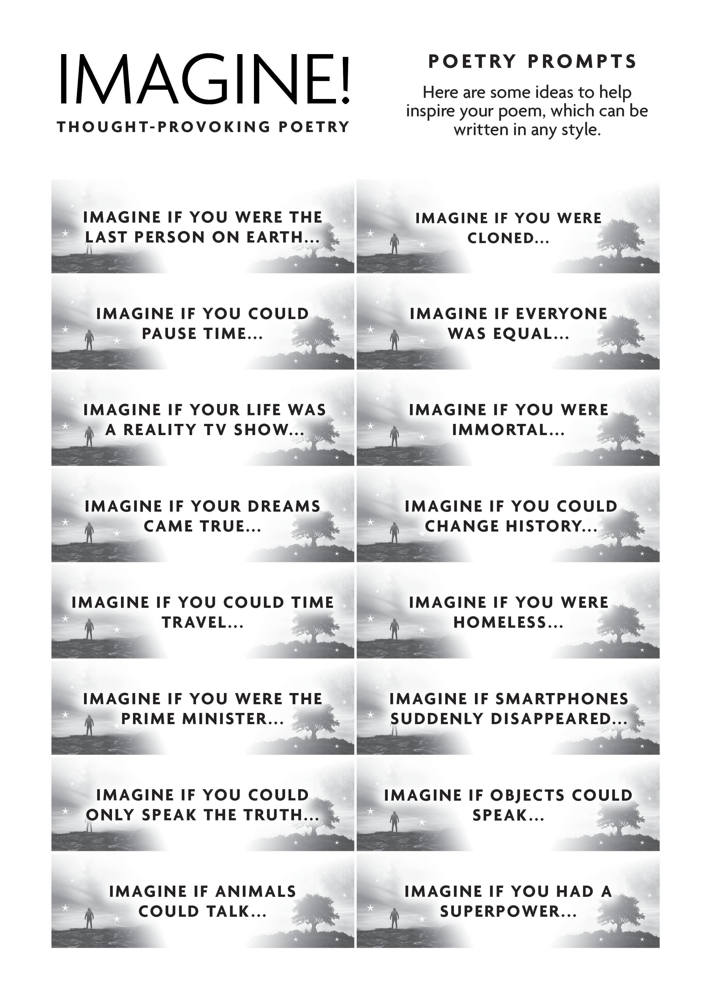 IMAGINE!
THOUGHT-PROVOKING POETRY
POETRY PROMPTS
Here are some ideas to help
inspire your poem, which can be
written in any style.
IMAGINE IF YOU WERE THE
LAST PERSON ON EARTH...
IMAGINE IF YOU WERE
CLONED...
IMAGINE IF YOU COULD
PAUSE TIME...
IMAGINE IF EVERYONE
WAS EQUAL...
IMAGINE IF YOUR LIFE WAS
A REALITY TV SHOW...
IMAGINE IF YOU WERE
IMMORTAL...
IMAGINE IF YOUR DREAMS
CAME TRUE...
IMAGINE IF YOU COULD
CHANGE HISTORY...
IMAGINE IF YOU COULD TIME
TRAVEL...
IMAGINE IF YOU WERE
HOMELESS...
IMAGINE IF YOU WERE THE
PRIME MINISTER...
IMAGINE IF SMARTPHONES
SUDDENLY DISAPPEARED...
IMAGINE IF YOU COULD
ONLY SPEAK THE TRUTH...
IMAGINE IF OBJECTS COULD
SPEAK...
IMAGINE IF ANIMALS
COULD TALK...
IMAGINE IF YOU HAD A
SUPERPOWER...